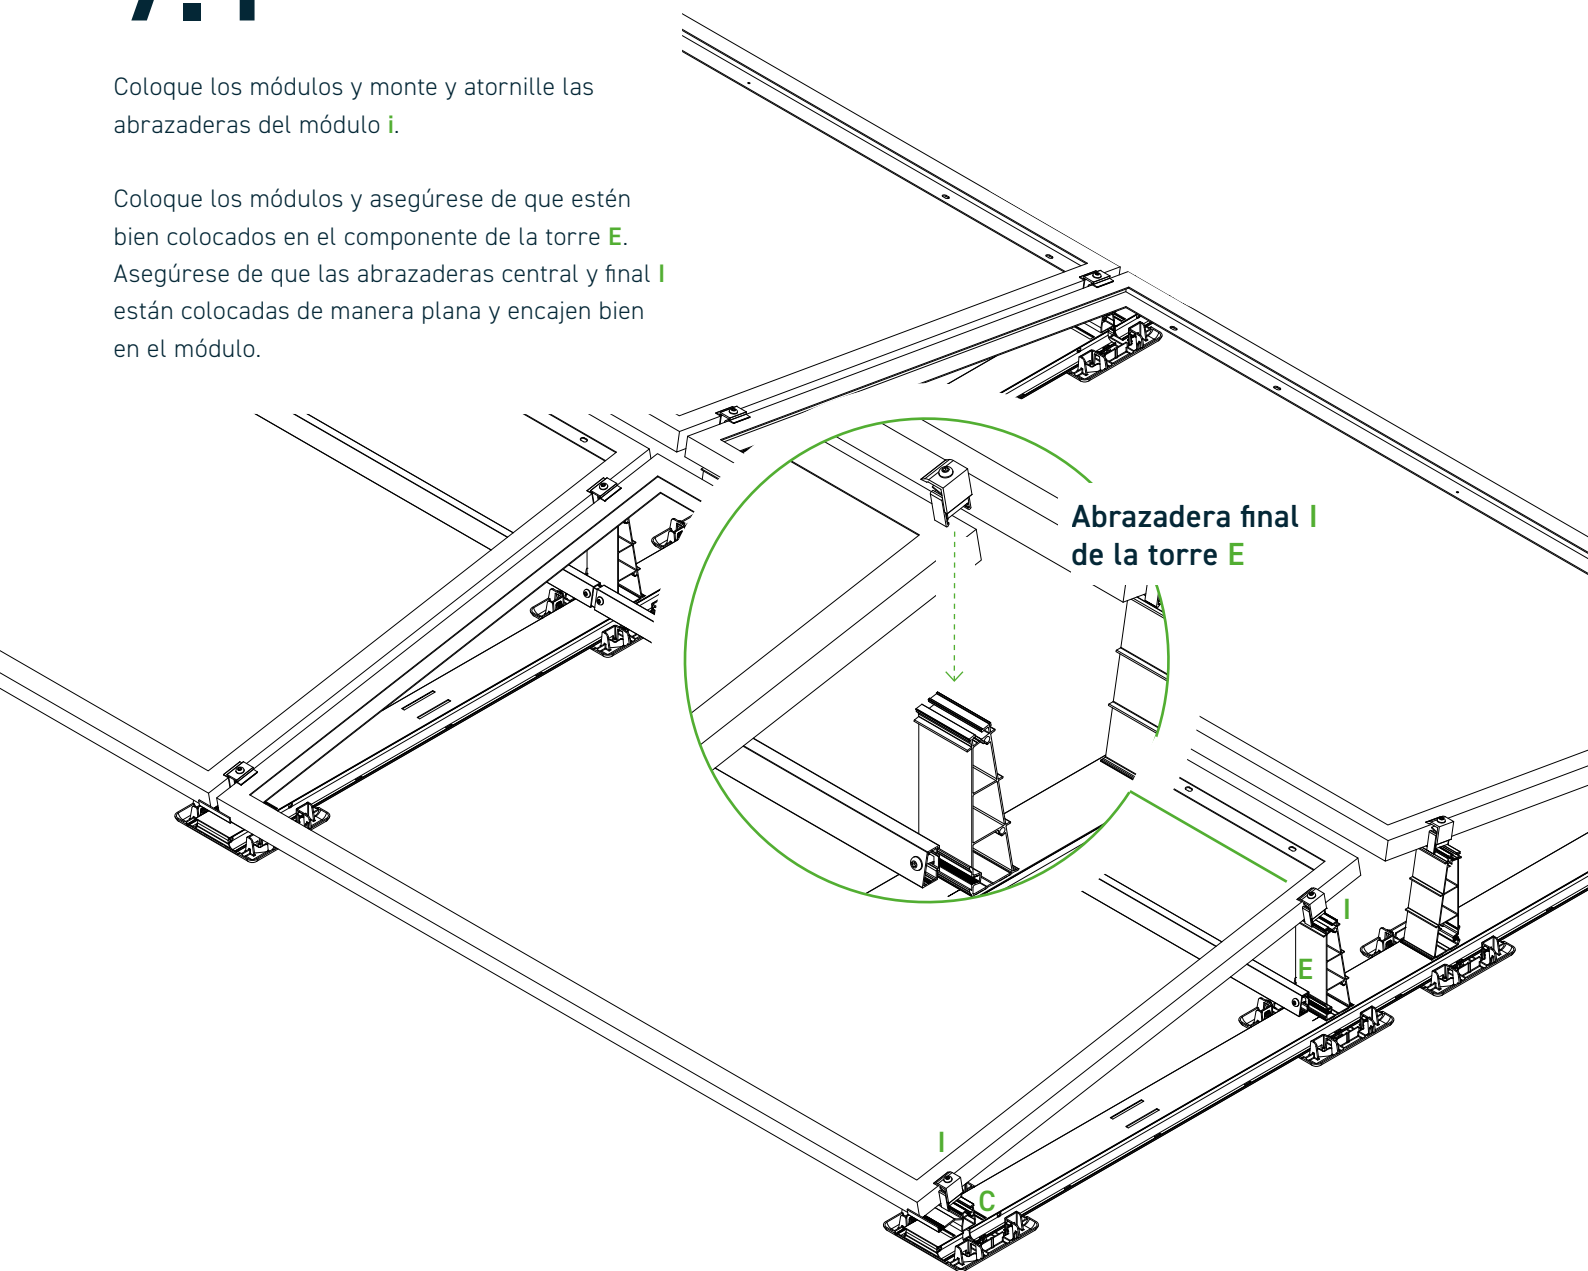 Coloque los módulos y monte y atornille las
abrazaderas del módulo i.
Coloque los módulos y asegúrese de que estén
bien colocados en el componente de la torre E.
Asegúrese de que las abrazaderas central y final I
están colocadas de manera plana y encajen bien
en el módulo.
Abrazadera final I
de la torre E
I
E
I
C